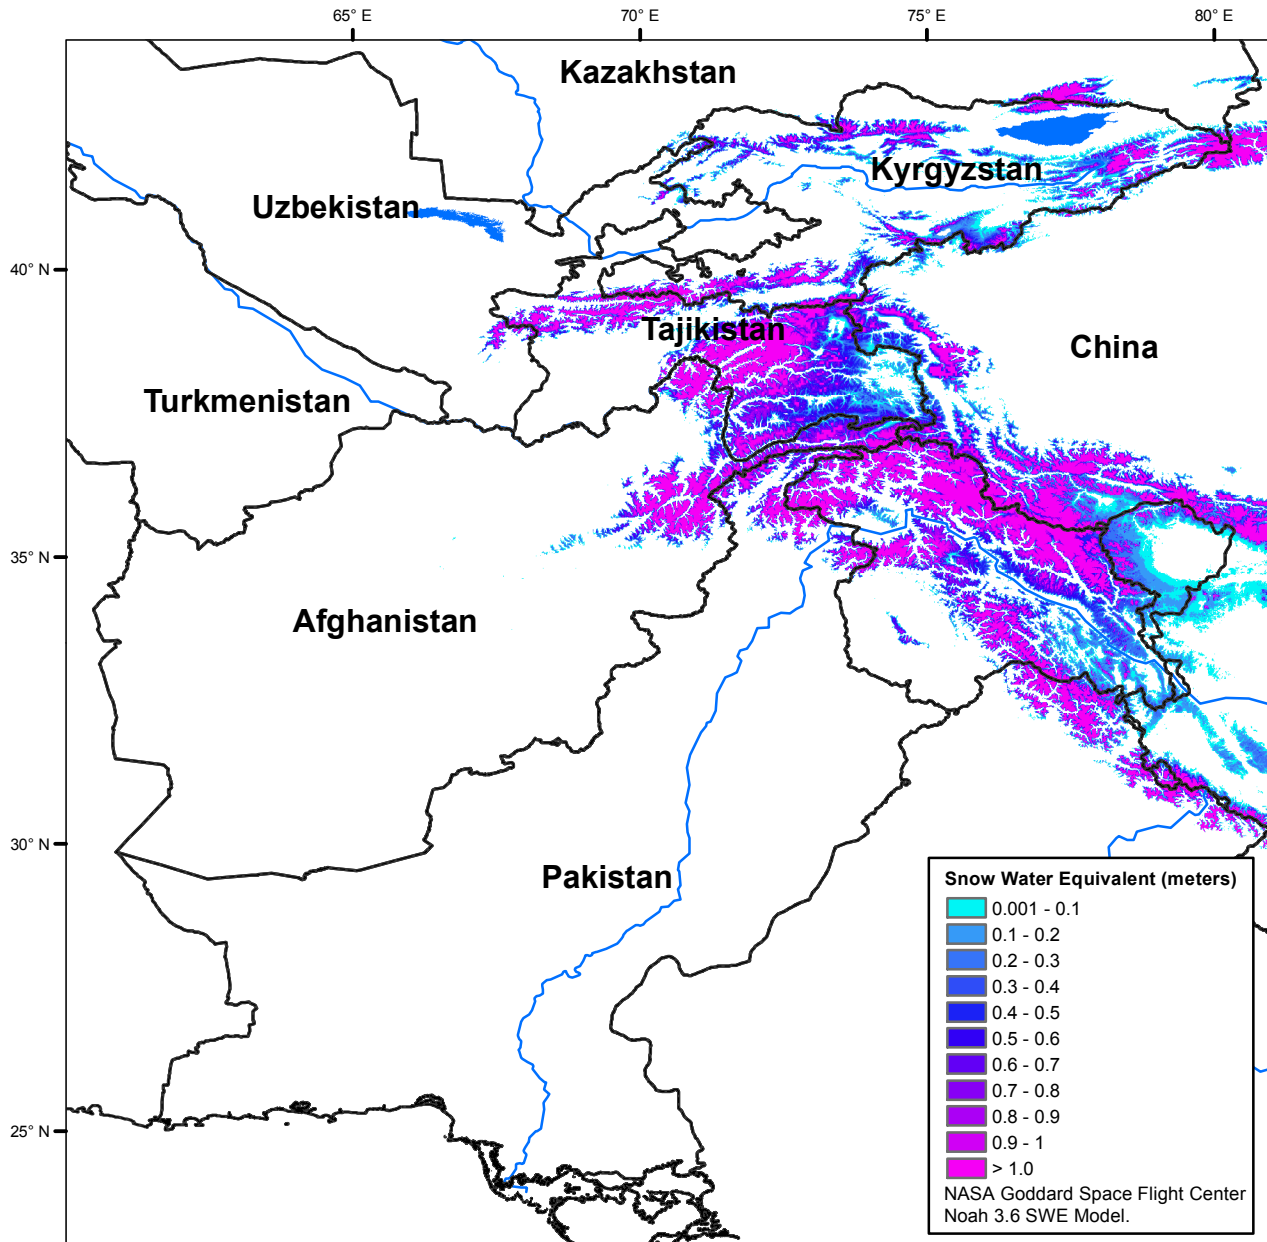 65° E
70° E
75° E
80° E
Kazakhstan
Kyrgyzstan
Uzbekistan
40° N
Tajikistan
China
Turkmenistan
35° N
Afghanistan
30° N
Pakistan
25° N
Snow Water Equivalent (meters)
0.001 - 0.1
0.1 - 0.2
0.2 - 0.3
0.3 - 0.4
0.4 - 0.5
0.5 - 0.6
0.6 - 0.7
0.7 - 0.8
0.8 - 0.9
0.9 - 1
> 1.0
NASA Goddard Space Flight Center
Noah 3.6 SWE Model.